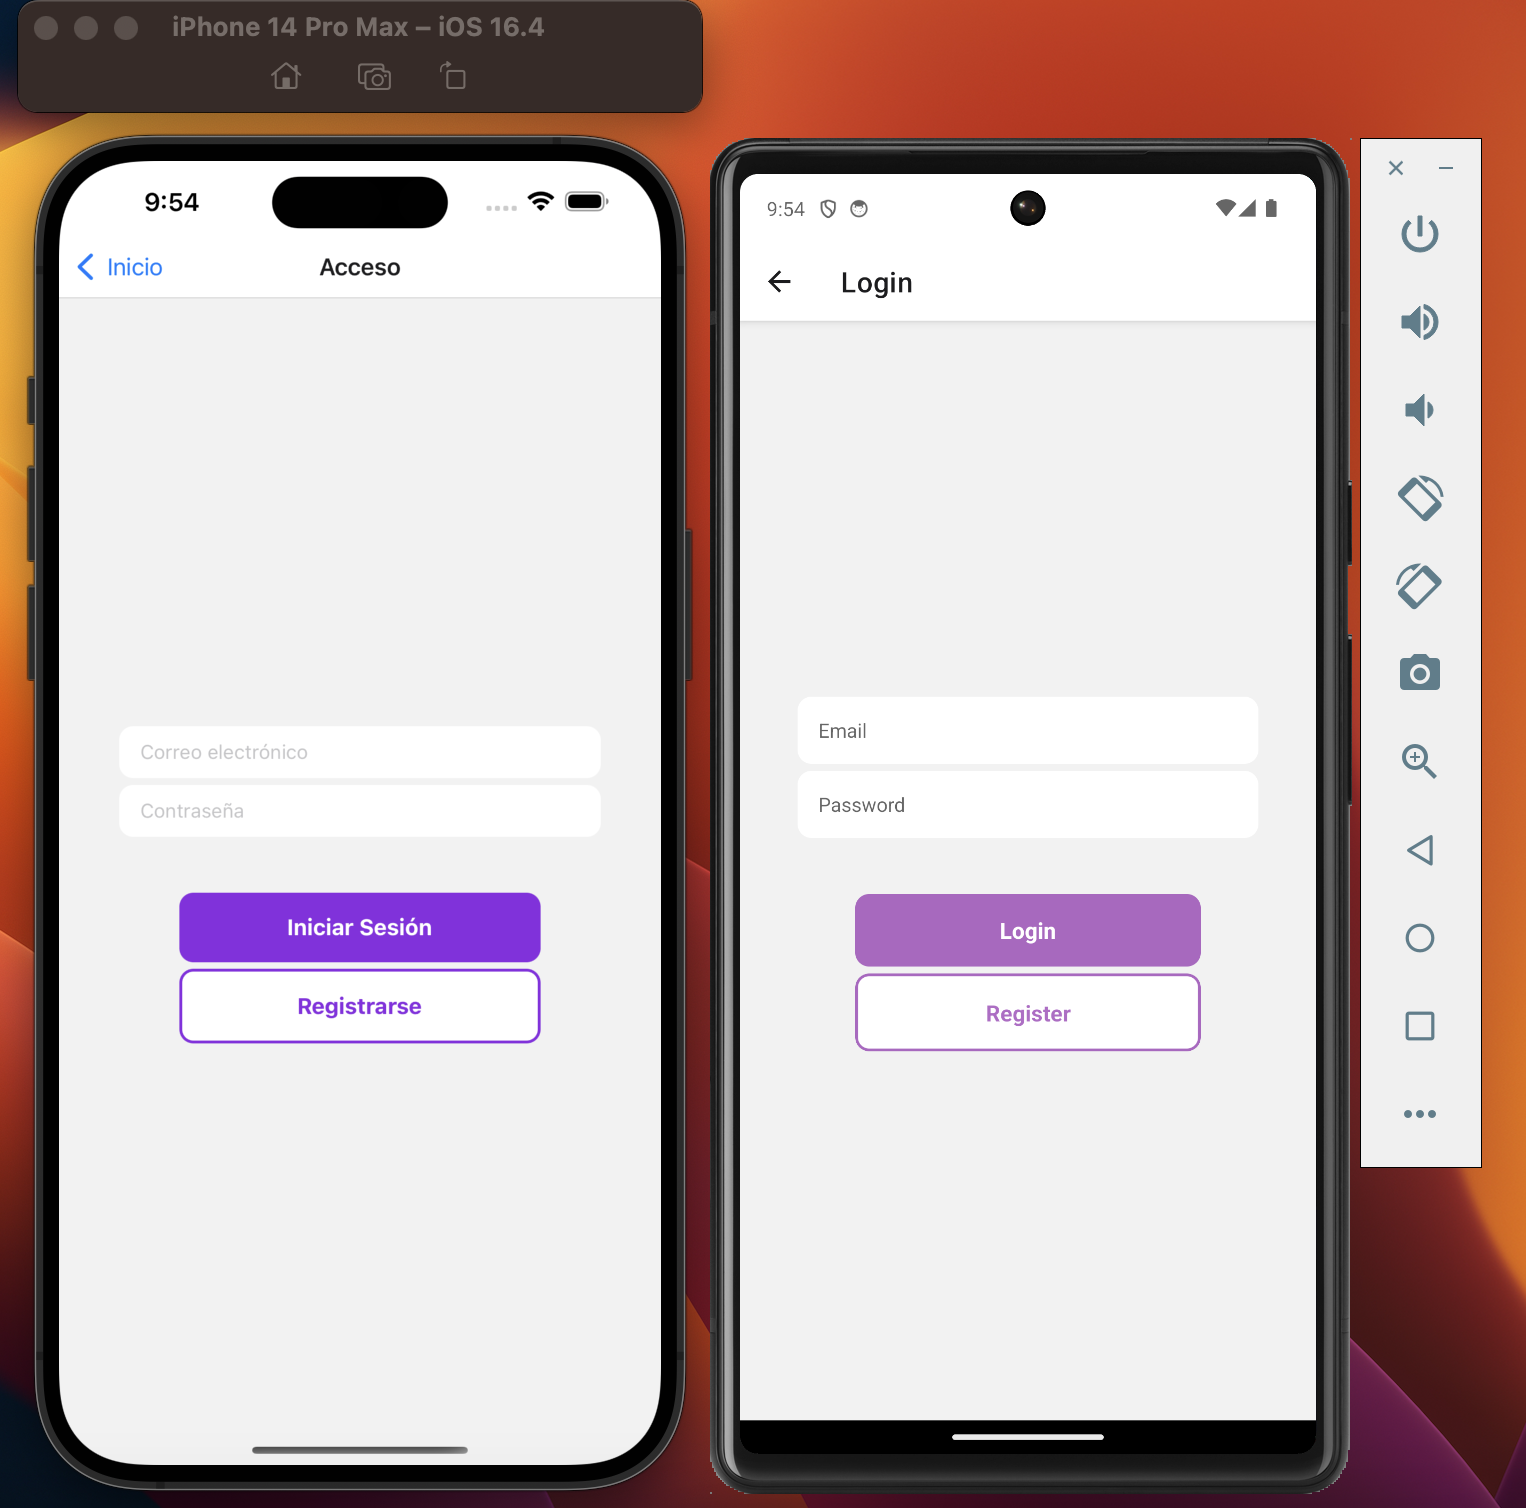 iPhone 14 Pro Max – iOS 16.4
9:54
Inicio
Acceso
Correo electrónico
Contraseña
Iniciar Sesión
Registrarse
9:54
Login
Email
Password
Login
Register